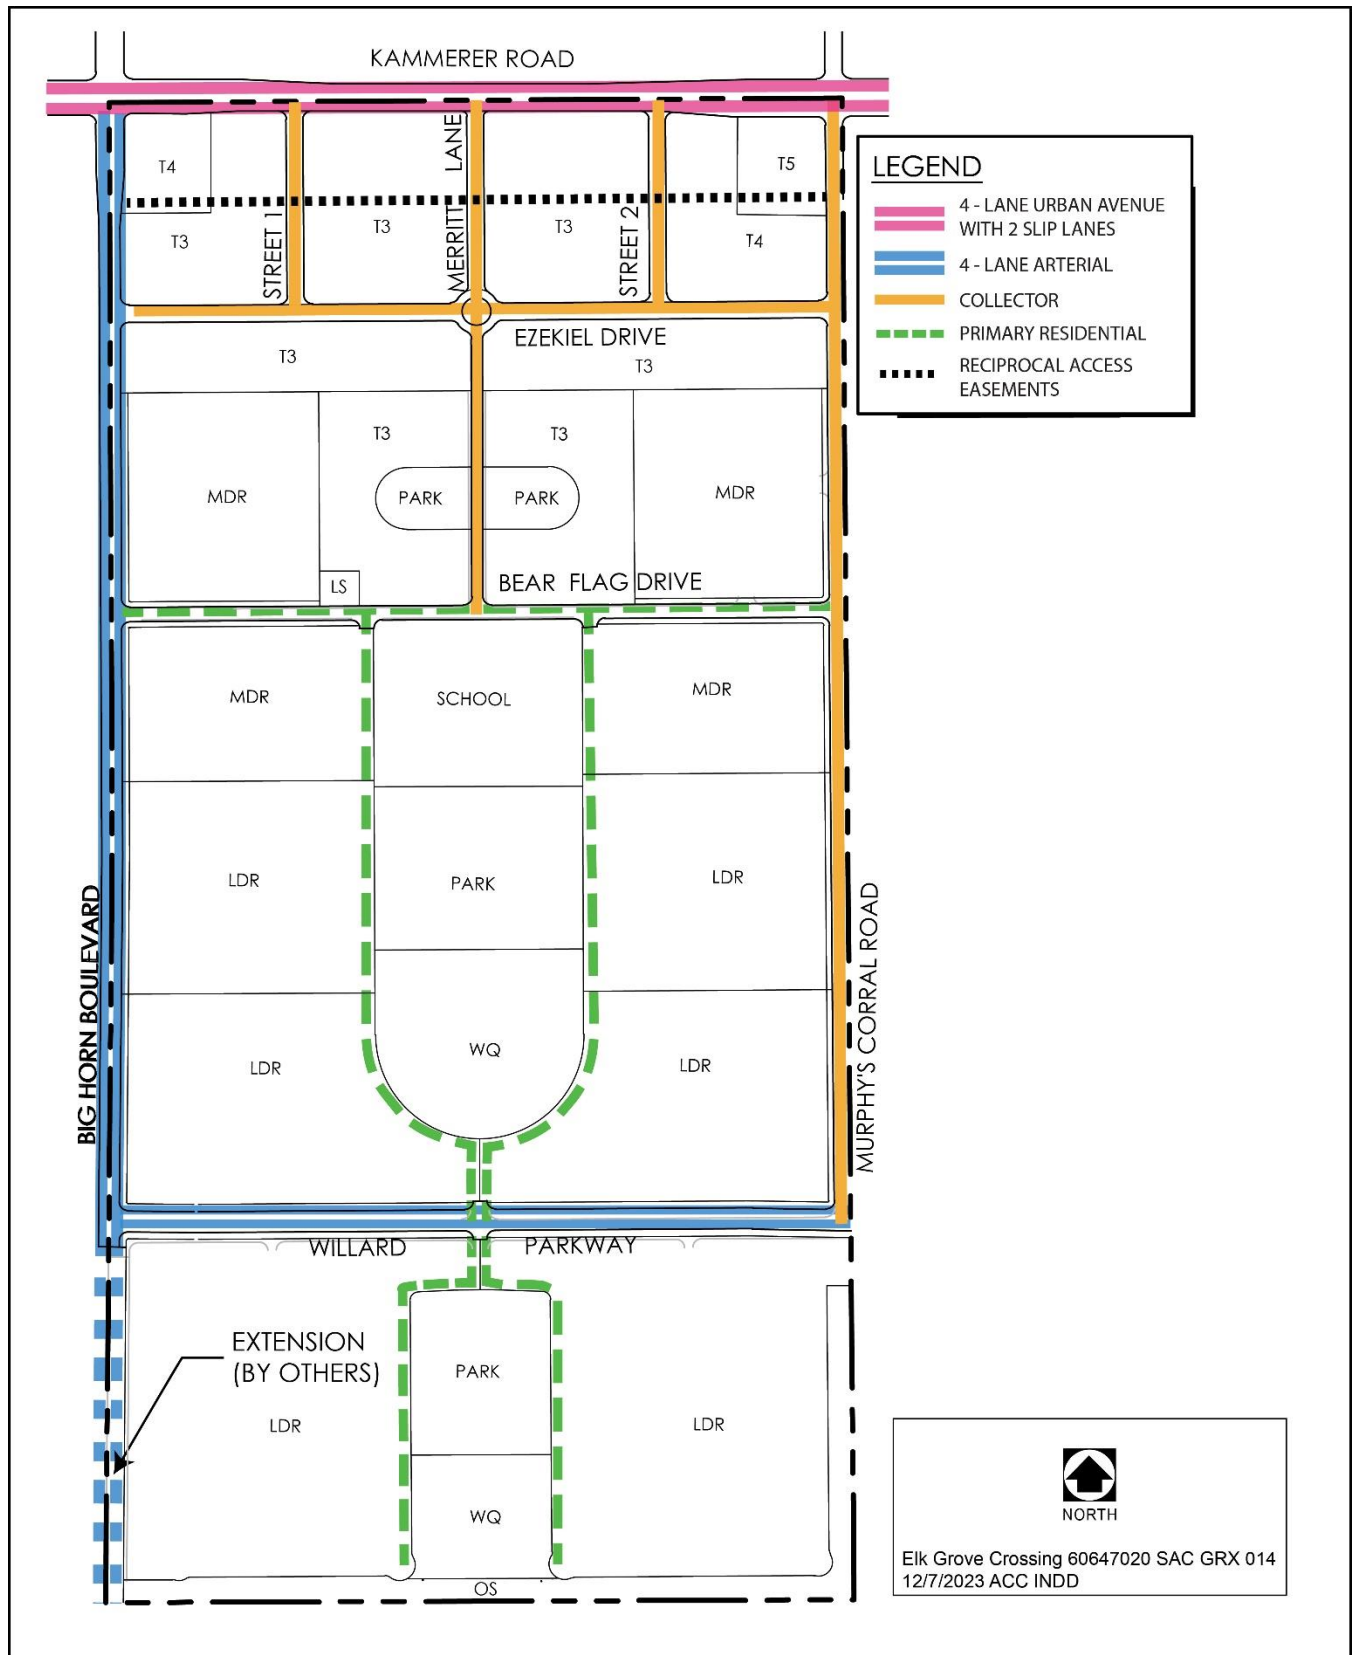 KAMMERER ROAD
LEGEND
4 - LANE URBAN AVENUE
WITH 2 SLIP LANES
4 - LANE ARTERIAL
COLLECTOR
PRIMARY RESIDENTIAL
RECIPROCAL ACCESS
EASEMENTS
T4
T5
T3
T3
T3
T4
STREET 1
MERRITT LANE
STREET 2
EZEKIEL DRIVE
T3
T3
T3
T3
MDR
PARK
PARK
MDR
LS
BEAR FLAG DRIVE
MDR
SCHOOL
MDR
LDR
PARK
LDR
BIG HORN BOULEVARD
MURPHY'S CORRAL ROAD
LDR
WQ
LDR
WILLARD PARKWAY
EXTENSION
(BY OTHERS)
PARK
LDR
LDR
WQ
OS
NORTH
Elk Grove Crossing 60647020 SAC GRX 014
12/7/2023 ACC INDD